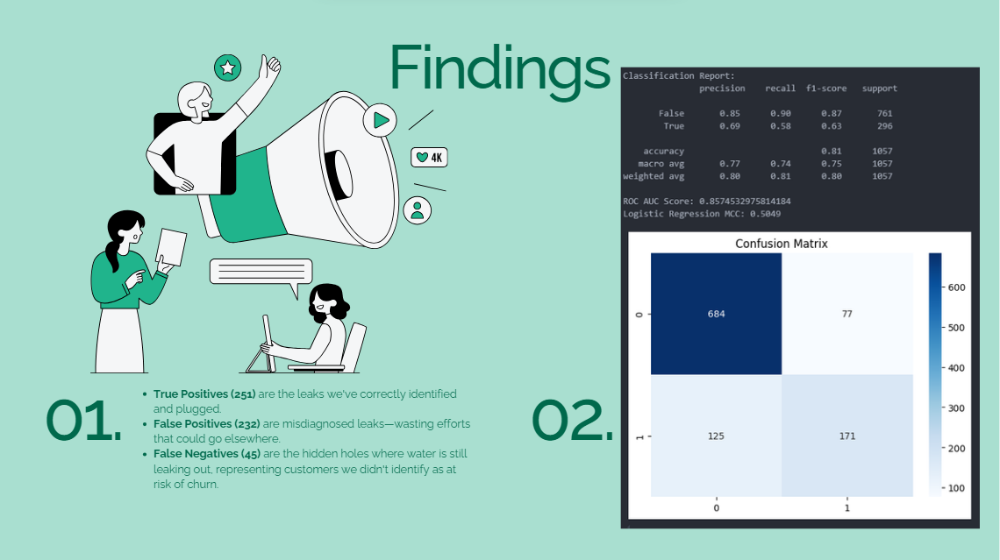 Findings
4K
01.
• True Positives (251) are the leaks we've correctly identified
and plugged.
• False Positives (232) are misdiagnosed leaks—wasting efforts
that could go elsewhere.
• False Negatives (45) are the hidden holes where water is still
leaking out, representing customers we didn't identify as at
risk of churn.
02.
Classification Report:
precision recall f1-score support
False 0.85 0.90 0.87 761
True 0.69 0.58 0.63 296
accuracy 0.81 1057
macro avg 0.77 0.74 0.75 1057
weighted avg 0.80 0.81 0.80 1057
ROC AUC Score: 0.8574532975814184
Logistic Regression MCC: 0.5049
Confusion Matrix
0
684 77
1
125 171
0 1
600
500
400
300
200
100